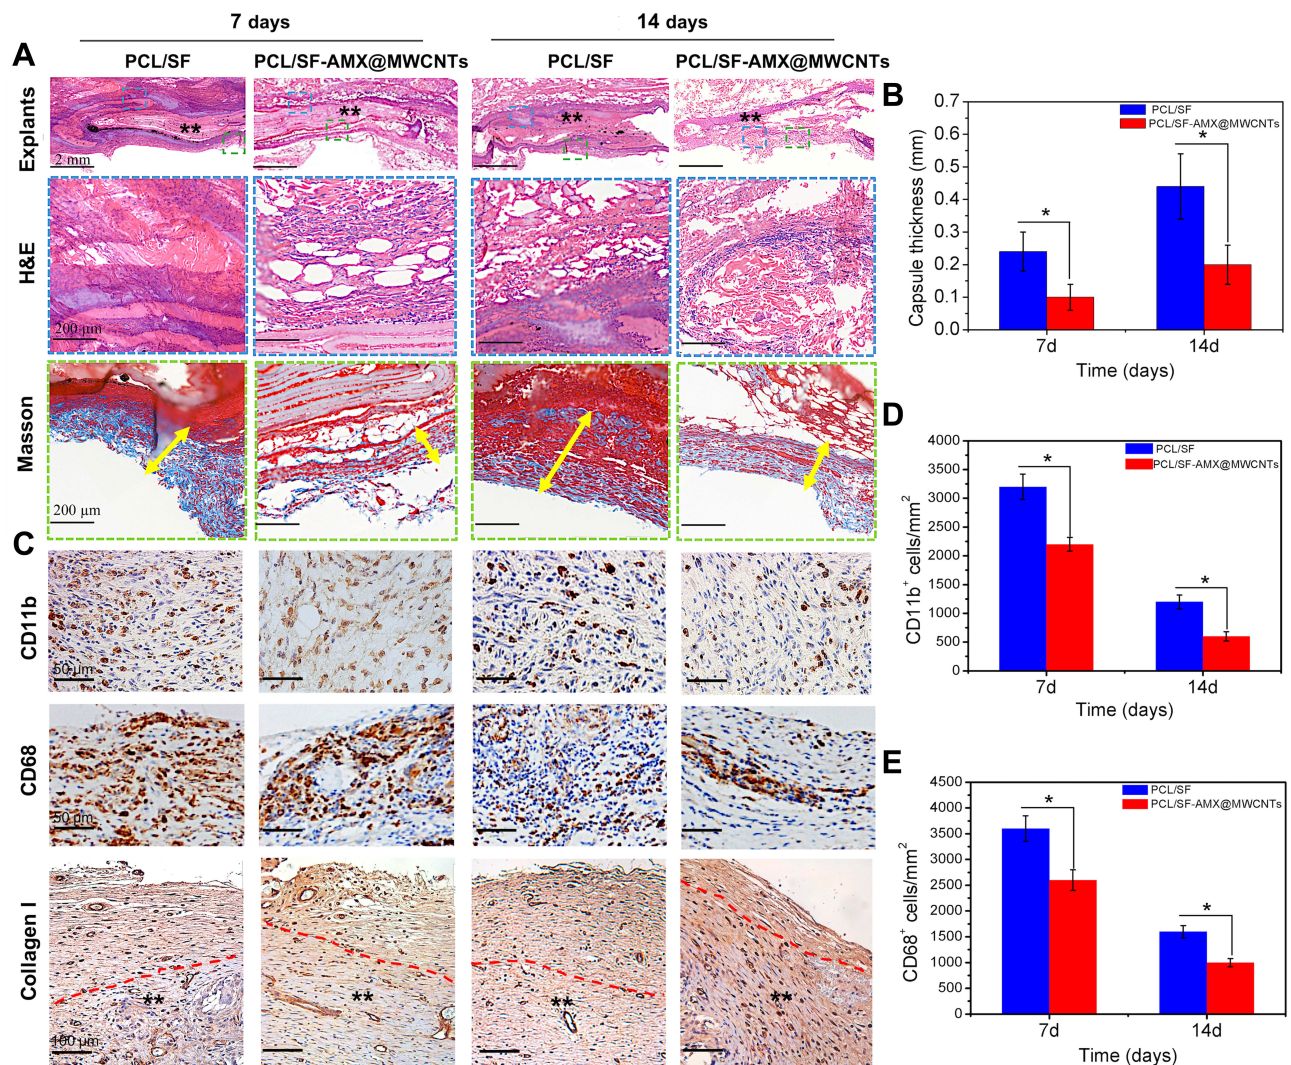 7 days
14 days
A
PCL/SF
PCL/SF-AMX@MWCNTs
PCL/SF
PCL/SF-AMX@MWCNTs
Explants
**
**
**
**
2 mm
H&E
200 μm
Masson
200 μm
C
CD11b
50 μm
CD68
50 μm
Collagen I
**
**
**
**
100 μm
B
Capsule thickness (mm)
0.7
0.6
0.5
0.4
0.3
0.2
0.1
0.0
PCL/SF
PCL/SF-AMX@MWCNTs
*
*
7d
14d
Time (days)
D
CD11b+ cells/mm2
4000
3500
3000
2500
2000
1500
1000
500
0
PCL/SF
PCL/SF-AMX@MWCNTs
*
*
7d
14d
Time (days)
E
CD68+ cells/mm2
4500
4000
3500
3000
2500
2000
1500
1000
500
0
PCL/SF
PCL/SF-AMX@MWCNTs
*
*
7d
14d
Time (days)